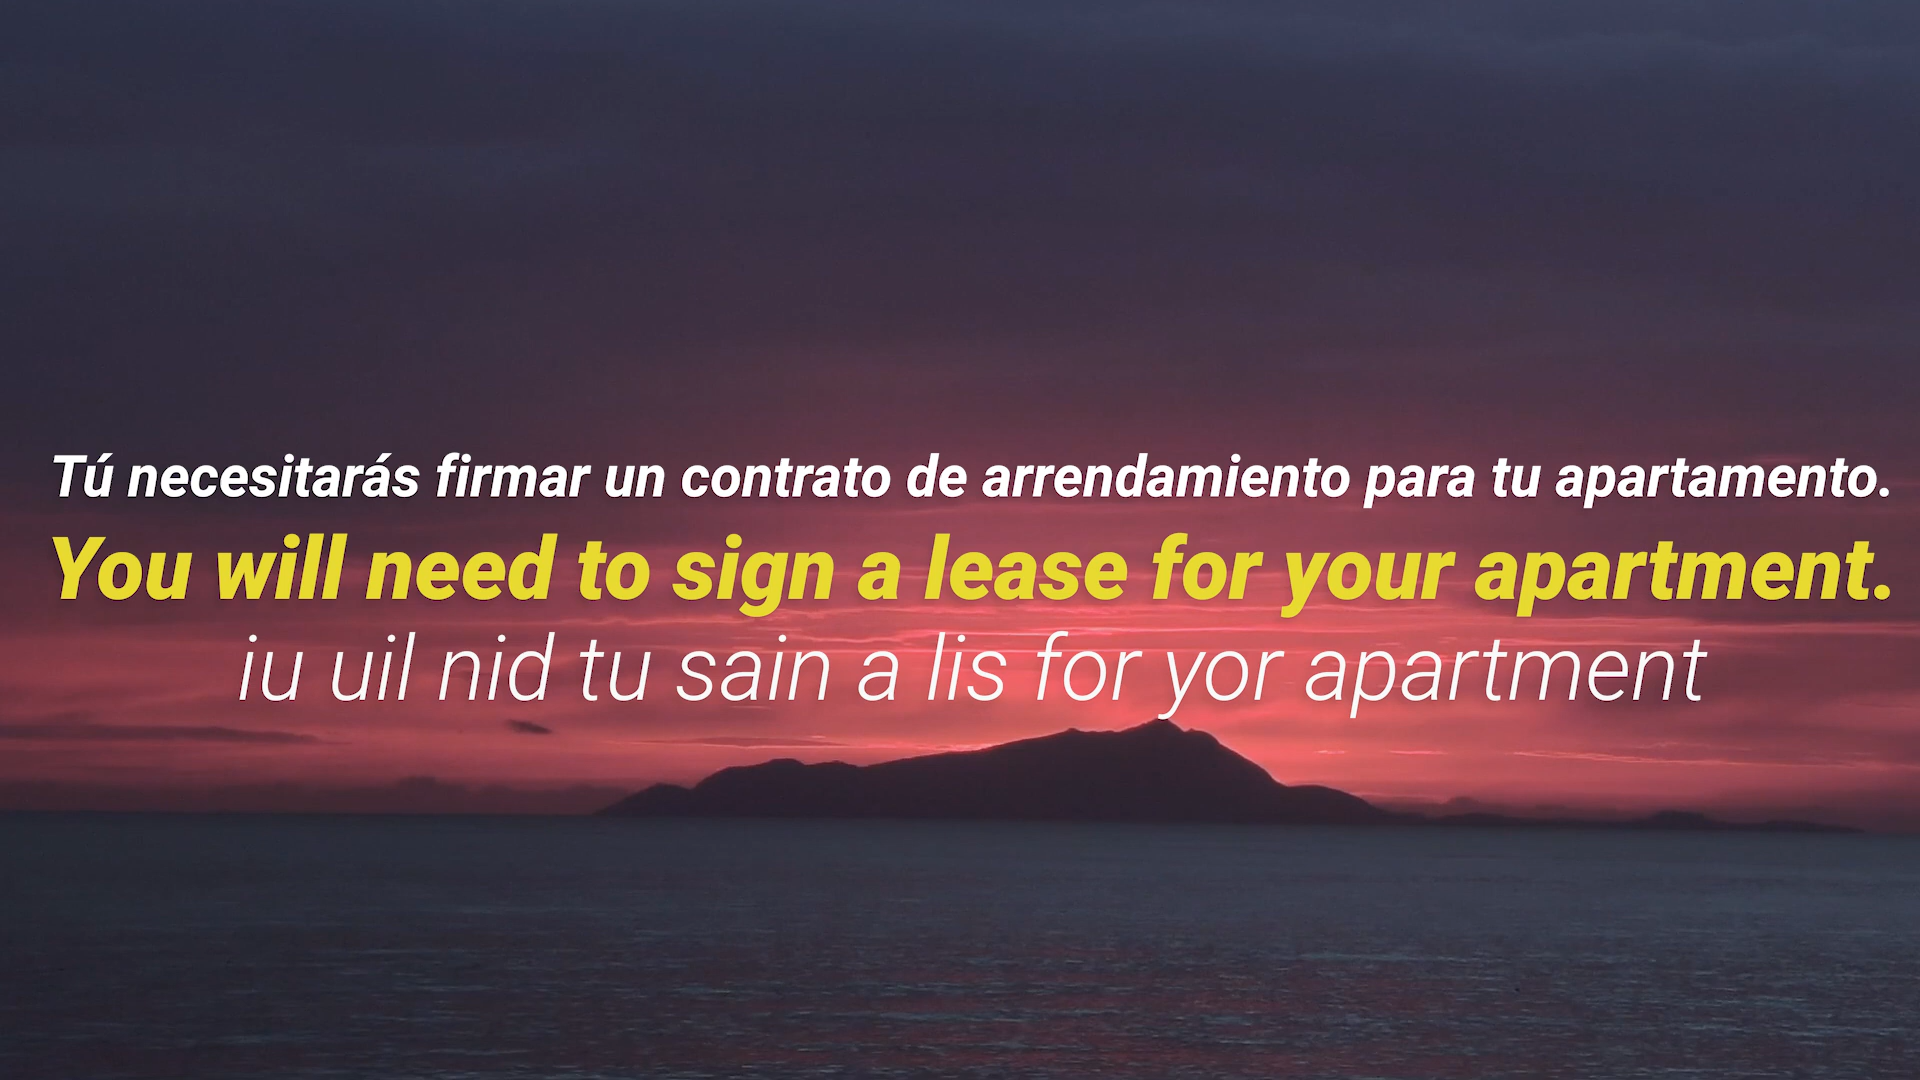 Tú necesitarás firmar un contrato de arrendamiento para tu apartamento.
You will need to sign a lease for your apartment.
iu uil nid tu sain a lis for yor apartment